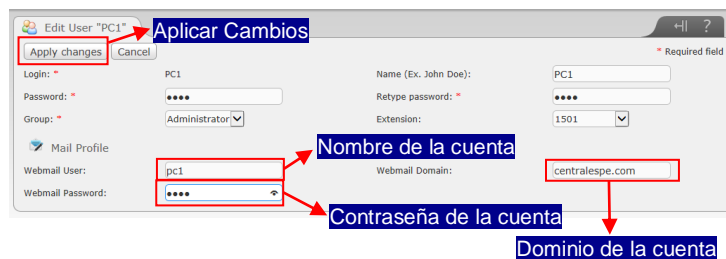 Edit User "PC1"
Aplicar Cambios
?
Apply changes Cancel
* Required field
Login: * PC1 Name (Ex. John Doe): PC1
Password: * •••• Retype password: * ••••
Group: * Administrator Extension: 1501
Mail Profile
Nombre de la cuenta
Webmail User: pc1 Webmail Domain: centralespe.com
Webmail Password: ••••
Contraseña de la cuenta
Dominio de la cuenta